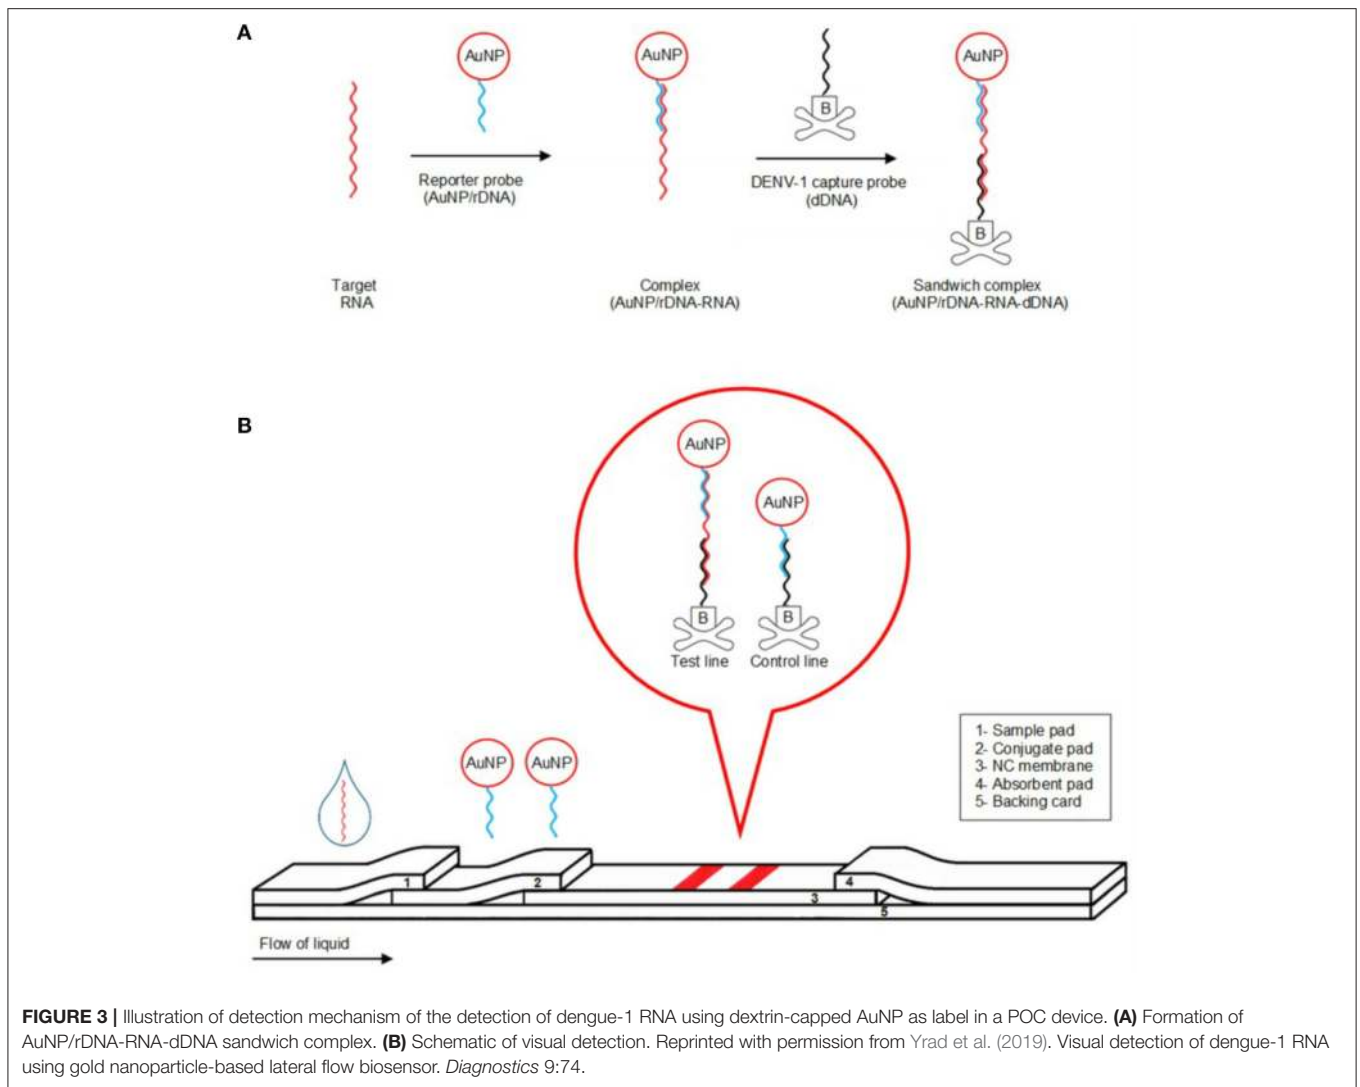 A
AuNP
AuNP
AuNP
B
Reporter probe
(AuNP/rDNA)
DENV-1 capture probe
(dDNA)
B
Target
RNA
Complex
(AuNP/rDNA-RNA)
Sandwich complex
(AuNP/rDNA-RNA-dDNA)
B
AuNP
AuNP
B
B
Test line
Control line
1- Sample pad
2- Conjugate pad
3- NC membrane
4- Absorbent pad
5- Backing card
AuNP
AuNP
1
2
3
4
5
Flow of liquid
FIGURE 3 | Illustration of detection mechanism of the detection of dengue-1 RNA using dextrin-capped AuNP as label in a POC device. (A) Formation of
AuNP/rDNA-RNA-dDNA sandwich complex. (B) Schematic of visual detection. Reprinted with permission from Yrad et al. (2019). Visual detection of dengue-1 RNA
using gold nanoparticle-based lateral flow biosensor. Diagnostics 9:74.